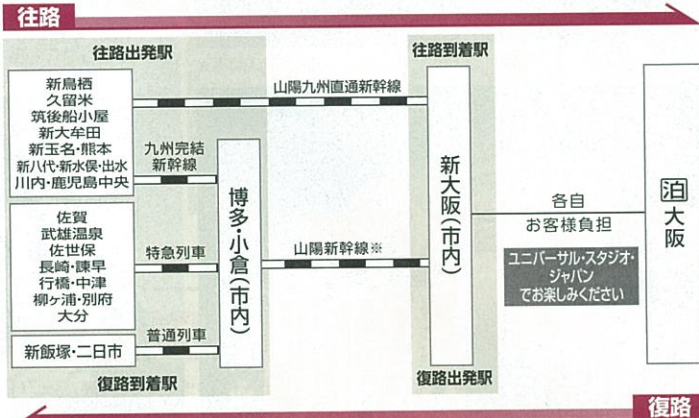 往路
往路出発駅
往路到着駅
新鳥栖
久留米
筑後船小屋
新大牟田
新玉名・熊本
新八代・新水俣・出水
川内・鹿児島中央
山陽九州直通新幹線
九州完結
新幹線
佐賀
武雄温泉
佐世保
長崎・諫早
行橋・中津
柳ヶ浦・別府
大分
特急列車
新飯塚・二日市
普通列車
博多・小倉(市内)
山陽新幹線※
新大阪(市内)
各自
お客様負担
ユニバーサル・スタジオ・
ジャパン
でお楽しみください
泊大阪
復路到着駅
復路出発駅
復路